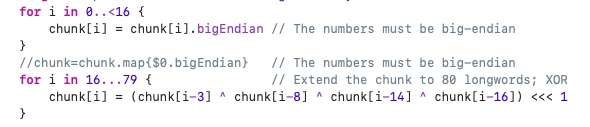 for i in 0..<16 {
    chunk[i] = chunk[i].bigEndian // The numbers must be big-endian
}
//chunk=chunk.map{$0.bigEndian}   // The numbers must be big-endian
for i in 16...79 {                // Extend the chunk to 80 longwords; XOR
    chunk[i] = (chunk[i-3] ^ chunk[i-8] ^ chunk[i-14] ^ chunk[i-16]) <<< 1
}